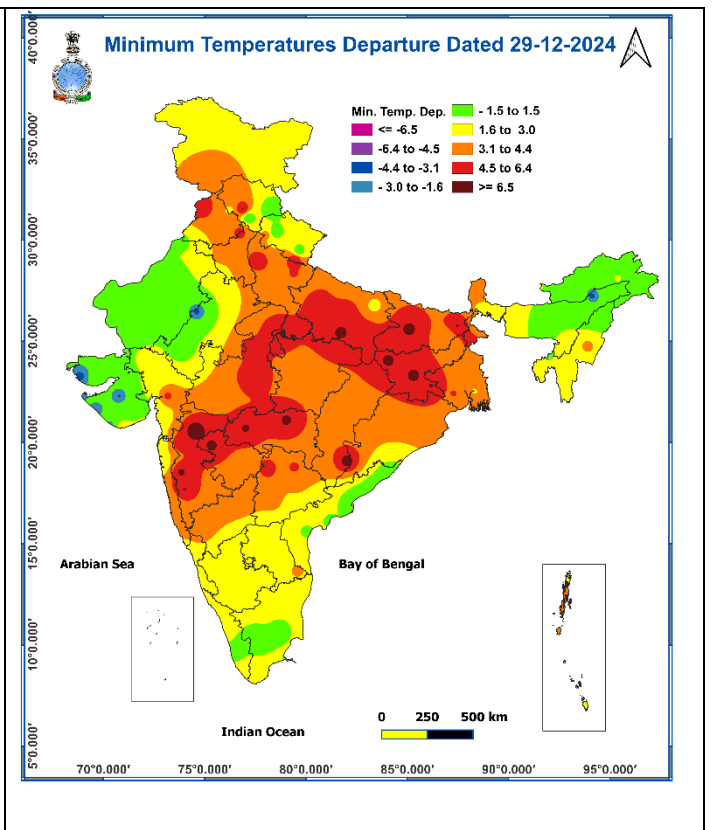 Minimum Temperatures Departure Dated 29-12-2024
Min. Temp. Dep.
<= -6.5
-6.4 to -4.5
-4.4 to -3.1
- 3.0 to -1.6
- 1.5 to 1.5
1.6 to 3.0
3.1 to 4.4
4.5 to 6.4
>= 6.5
40°0.000'
35°0.000'
30°0.000'
25°0.000'
20°0.000'
15°0.000'
10°0.000'
5°0.000'
Arabian Sea
Bay of Bengal
Indian Ocean
0 250 500 km
70°0.000' 75°0.000' 80°0.000' 85°0.000' 90°0.000' 95°0.000'